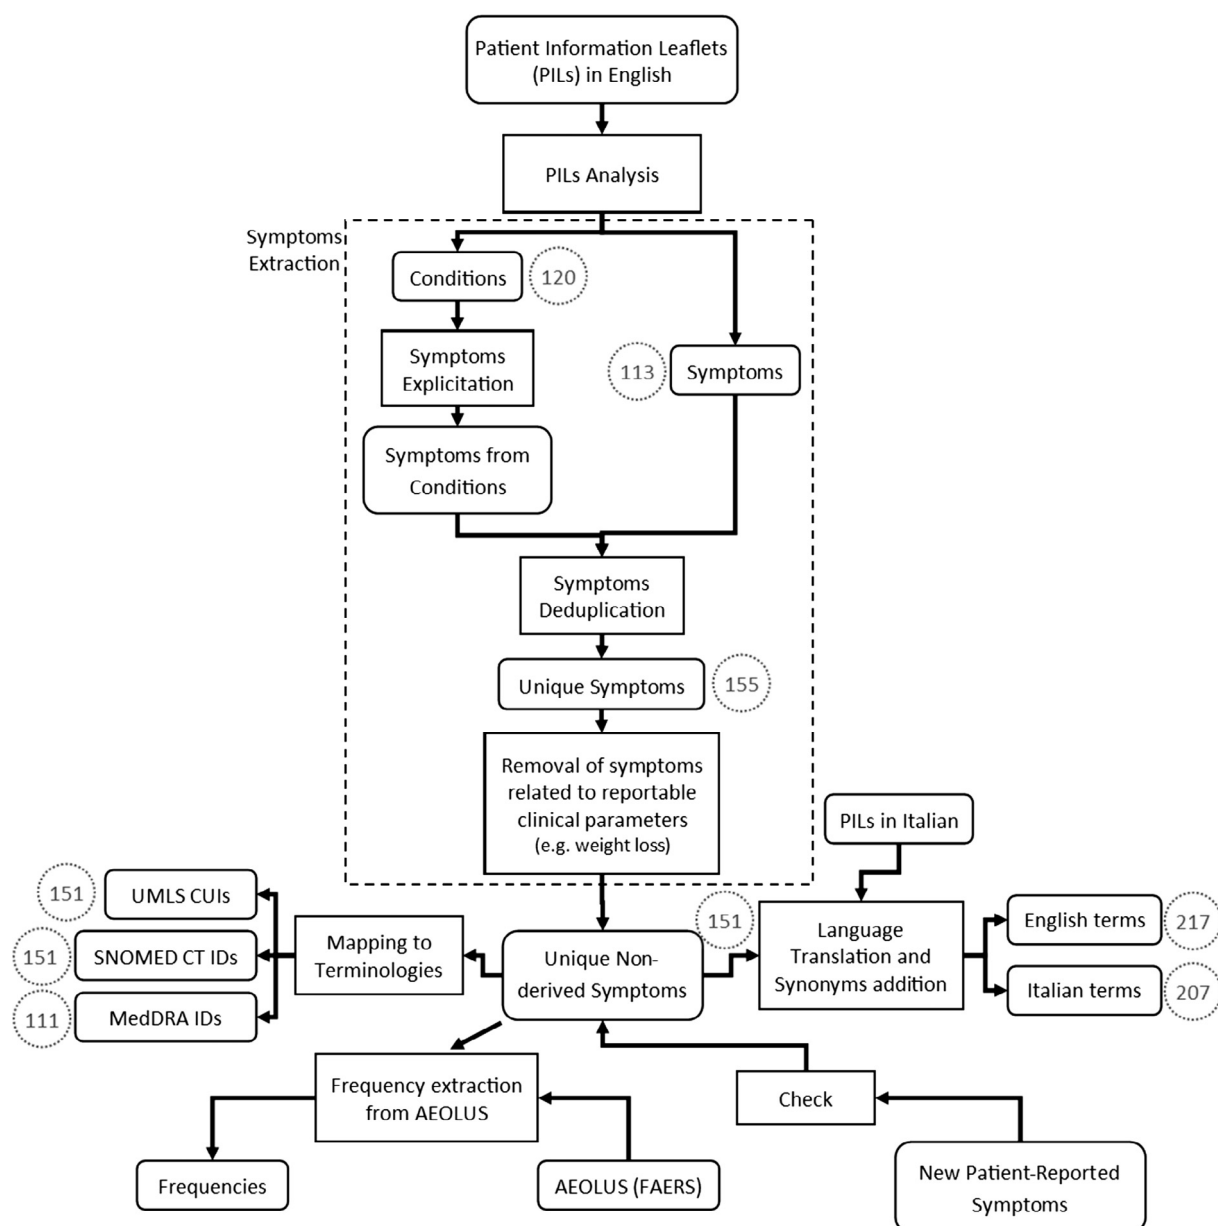 Patient Information Leaflets
(PILs) in English
PILs Analysis
Symptoms
Extraction
Conditions
120
Symptoms
Explicitation
113
Symptoms
Symptoms from
Conditions
Symptoms
Deduplication
Unique Symptoms
155
Removal of symptoms
related to reportable
clinical parameters
(e.g. weight loss)
PILs in Italian
151
UMLS CUIs
151
SNOMED CT IDs
111
MedDRA IDs
Mapping to
Terminologies
Unique Non-
derived Symptoms
151
Language
Translation and
Synonyms addition
English terms
217
Italian terms
207
Frequency extraction
from AEOLUS
Check
Frequencies
AEOLUS (FAERS)
New Patient-Reported
Symptoms